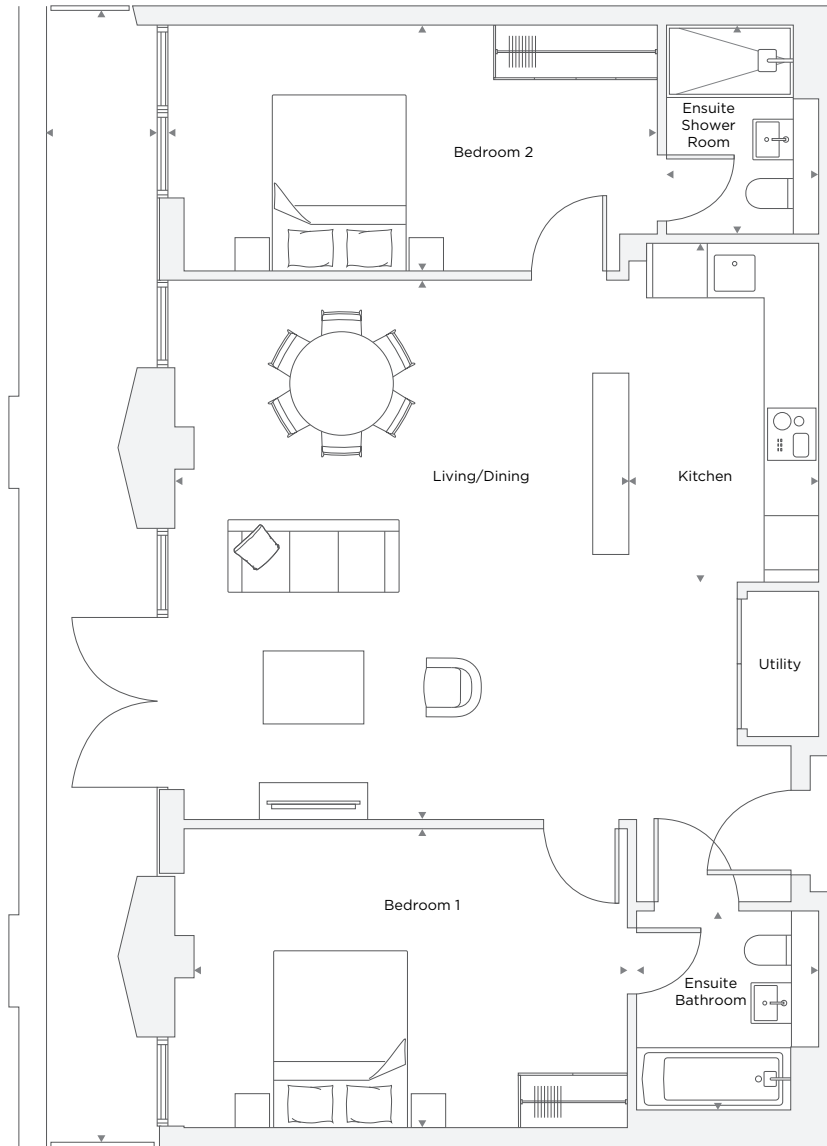 Ensuite
Shower
Room
Bedroom 2
Living/Dining
Kitchen
Utility
Bedroom 1
Ensuite
Bathroom